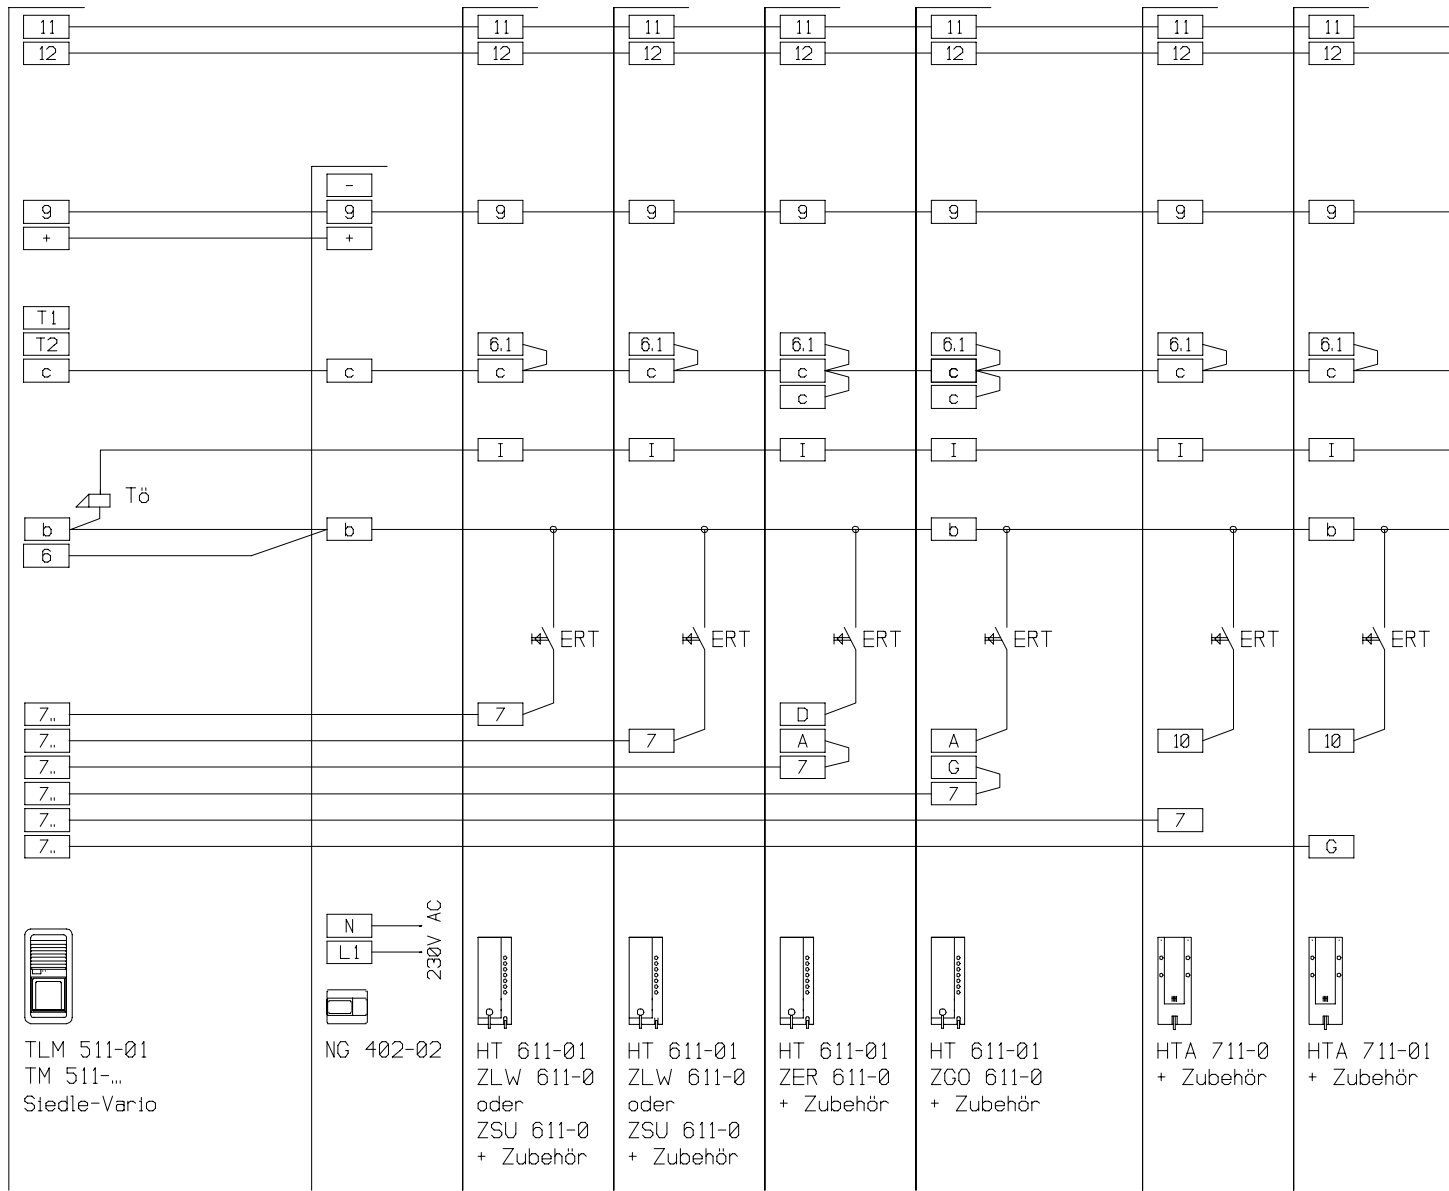 11 11 11 11 11 11 11
12 12 12 12 12 12 12
-
9 9 9 9 9 9 9 9
+ +
T1
T2 6.1 6.1 6.1 6.1 6.1 6.1
c c c c c c c c
c c
I I I I I I
Tö
b b b b
6
ERT ERT ERT ERT ERT ERT
7.. 7 D
7.. 7 A A 10 10
7.. 7 G
7.. 7
7.. 7
7.. G
N
L1
230V AC
TLM 511-01
TM 511-...
Siedle-Vario
NG 402-02
HT 611-01
ZLW 611-0
oder
ZSU 611-0
+ Zubehör
HT 611-01
ZLW 611-0
oder
ZSU 611-0
+ Zubehör
HT 611-01
ZER 611-0
+ Zubehör
HT 611-01
ZGO 611-0
+ Zubehör
HTA 711-0
+ Zubehör
HTA 711-01
+ Zubehör